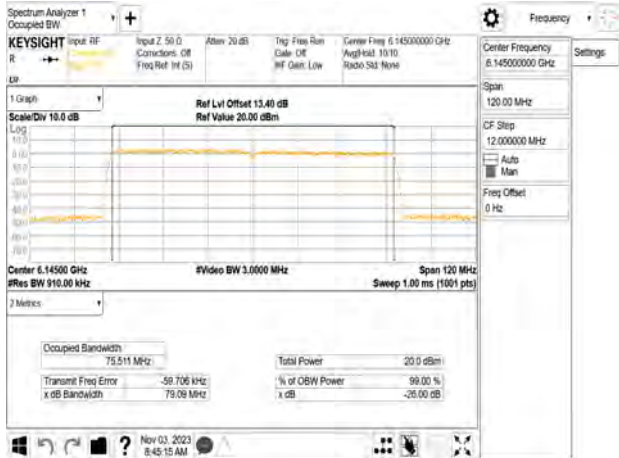 Spectrum Analyzer 1
Occupied BW
Frequency
KEYSIGHT Input: RF
R
Input Z: 50 Ω
Corrections: Off
Freq Ref: Int (S)
Atten: 20 dB
Trig: Free Run
Gate: Off
#IF Gain: Low
Center Freq: 6.145000000 GHz
Avg|Hold: 10/10
Radio Std: None
Center Frequency
6.145000000 GHz
Settings
Span
120.00 MHz
CF Step
12.000000 MHz
Auto
Man
Freq Offset
0 Hz
1 Graph
Scale/Div 10.0 dB
Ref Lvl Offset 13.40 dB
Ref Value 20.00 dBm
Log
10.0
0.00
Center 6.14500 GHz
#Res BW 910.00 kHz
#Video BW 3.0000 MHz
Span 120 MHz
Sweep 1.00 ms (1001 pts)
2 Metrics
Occupied Bandwidth
75.511 MHz
Total Power 20.0 dBm
Transmit Freq Error -59.706 kHz
% of OBW Power 99.00 %
x dB Bandwidth 79.09 MHz
x dB -26.00 dB
?
Nov 03, 2023
8:45:15 AM